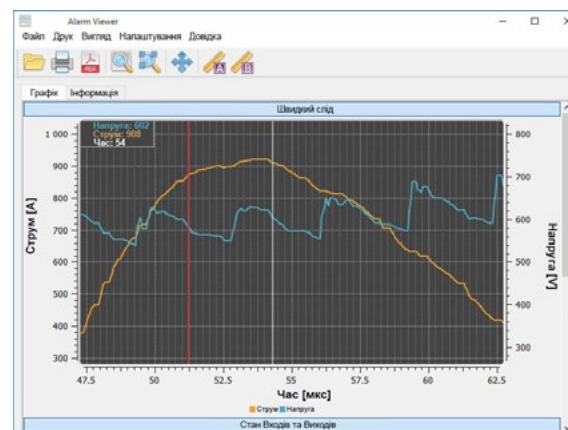 Alarm Viewer
Файл Друк Вигляд Налаштування Довідка
PDF
A B
Графік Інформація
Швидкий слід
Напруга: 602
Струм: 908
Час: 54
1 000
900
800
700
600
500
400
300
Струм [A]
800
700
600
500
400
300
Напруга [V]
47.5 50 52.5 55 57.5 60 62.5
Час [мкс]
Струм Напруга
Стан Входів та Виходів